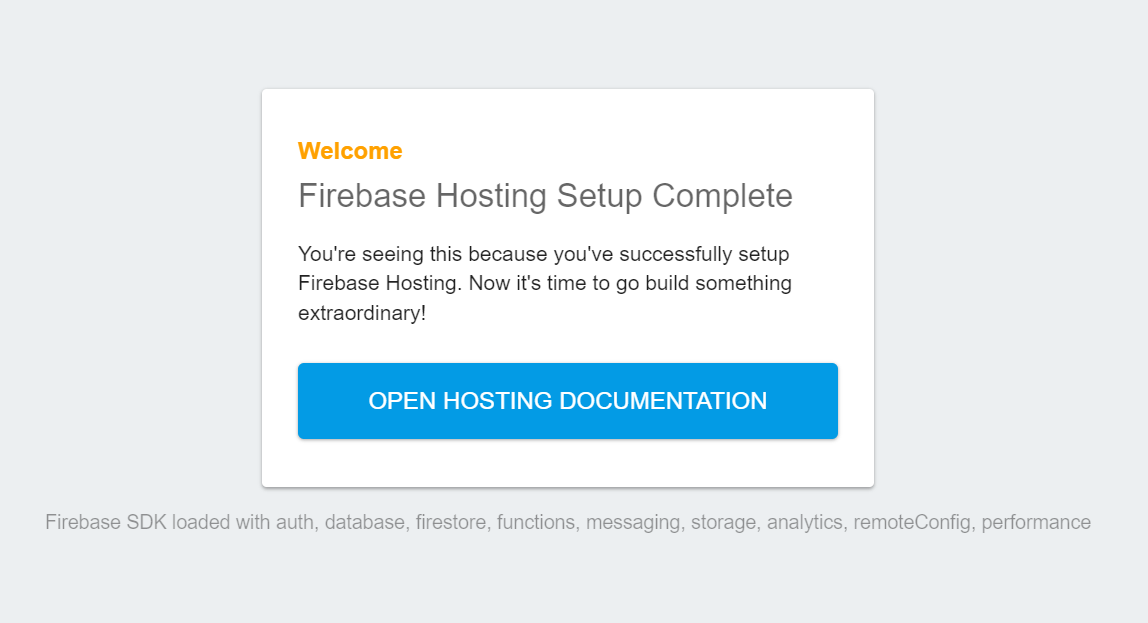 Welcome
Firebase Hosting Setup Complete
You're seeing this because you've successfully setup
Firebase Hosting. Now it's time to go build something
extraordinary!
OPEN HOSTING DOCUMENTATION
Firebase SDK loaded with auth, database, firestore, functions, messaging, storage, analytics, remoteConfig, performance